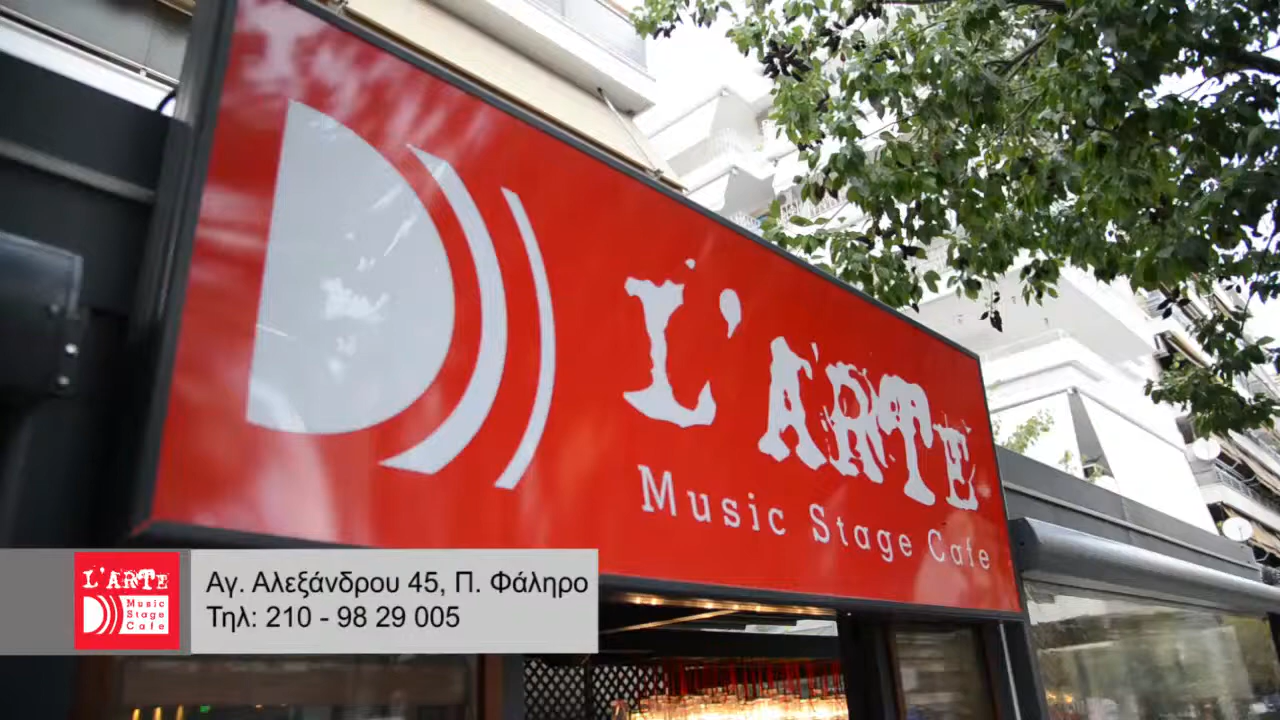 L'ARTE
Music Stage Cafe
L'ARTE
Music
Stage
Cafe
Αγ. Αλεξάνδρου 45, Π. Φάληρο
Τηλ: 210 - 98 29 005